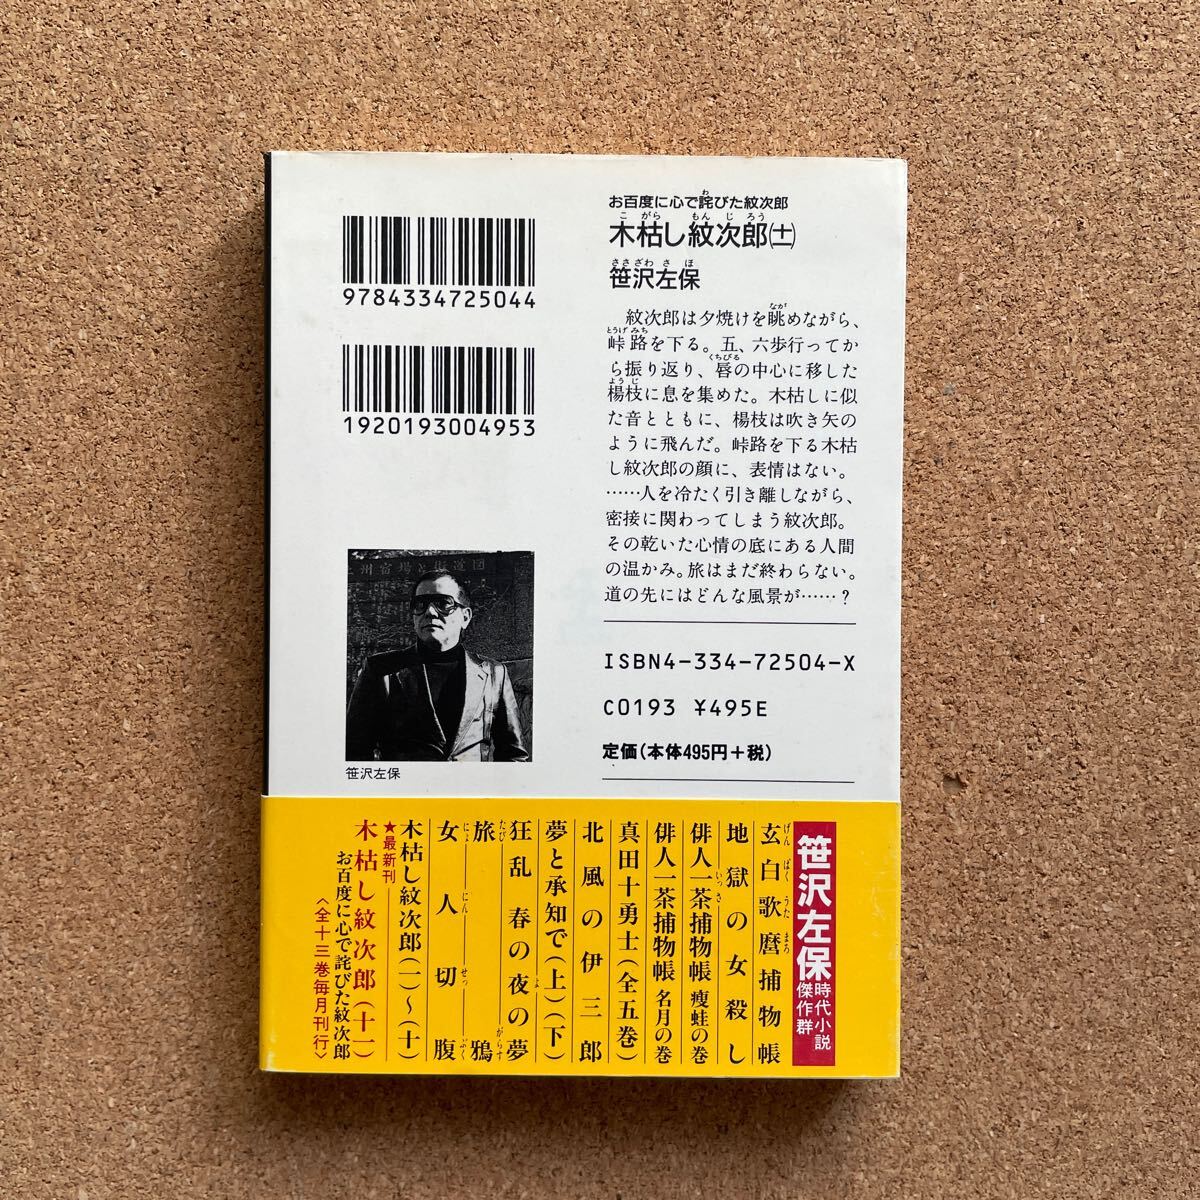 9784334725044
1920193004953
お百度に心で詫びた紋次郎
木枯し紋次郎(十一)
笹沢左保
紋次郎は夕焼けを眺めながら、
峠路を下る。五、六歩行ってか
ら振り返り、唇の中心に移した
楊枝に息を集めた。木枯しに似
た音とともに、楊枝は吹き矢の
ように飛んだ。峠路を下る木枯
し紋次郎の顔に、表情はない。
……人を冷たく引き離しながら、
密接に関わってしまう紋次郎。
その乾いた心情の底にある人間
の温かみ。旅はまだ終わらない。
道の先にはどんな風景が……？
ISBN4-334-72504-X
C0193 ¥495E
定価(本体495円+税)
笹沢左保
笹沢左保時代小説傑作群
玄白歌麿捕物帳
地獄の女殺し
俳人一茶捕物帳 痩蛙の巻
俳人一茶捕物帳 名月の巻
真田十勇士(全五巻)
北風の伊三郎
夢と承知で(上)(下)
狂乱 春の夜の夢
旅鴉
女人切腹
木枯し紋次郎(一)~(十)
★最新刊
木枯し紋次郎(十一)
お百度に心で詫びた紋次郎
〈全十三巻毎月刊行〉